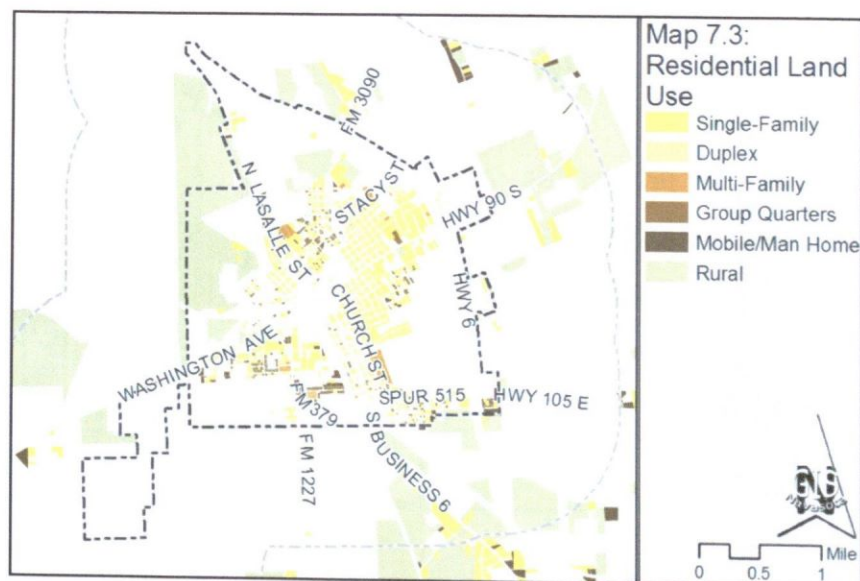 Map 7.3:
Residential Land
Use
Single-Family
Duplex
Multi-Family
Group Quarters
Mobile/Man Home
Rural
FM 3090
N LASALLE ST
STACY ST
HWY 90 S
HWY 6
CHURCH ST
WASHINGTON AVE
SPUR 515
HWY 105 E
FM 379
S BUSINESS 6
FM 1227
Mile
0 0.5 1